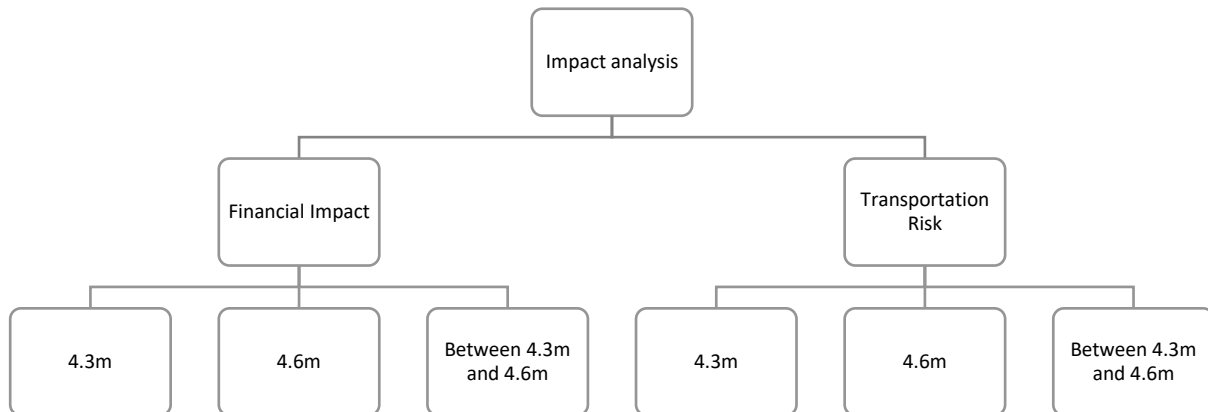 Impact analysis
Financial Impact
Transportation
Risk
4.3m
4.6m
Between 4.3m
and 4.6m
4.3m
4.6m
Between 4.3m
and 4.6m